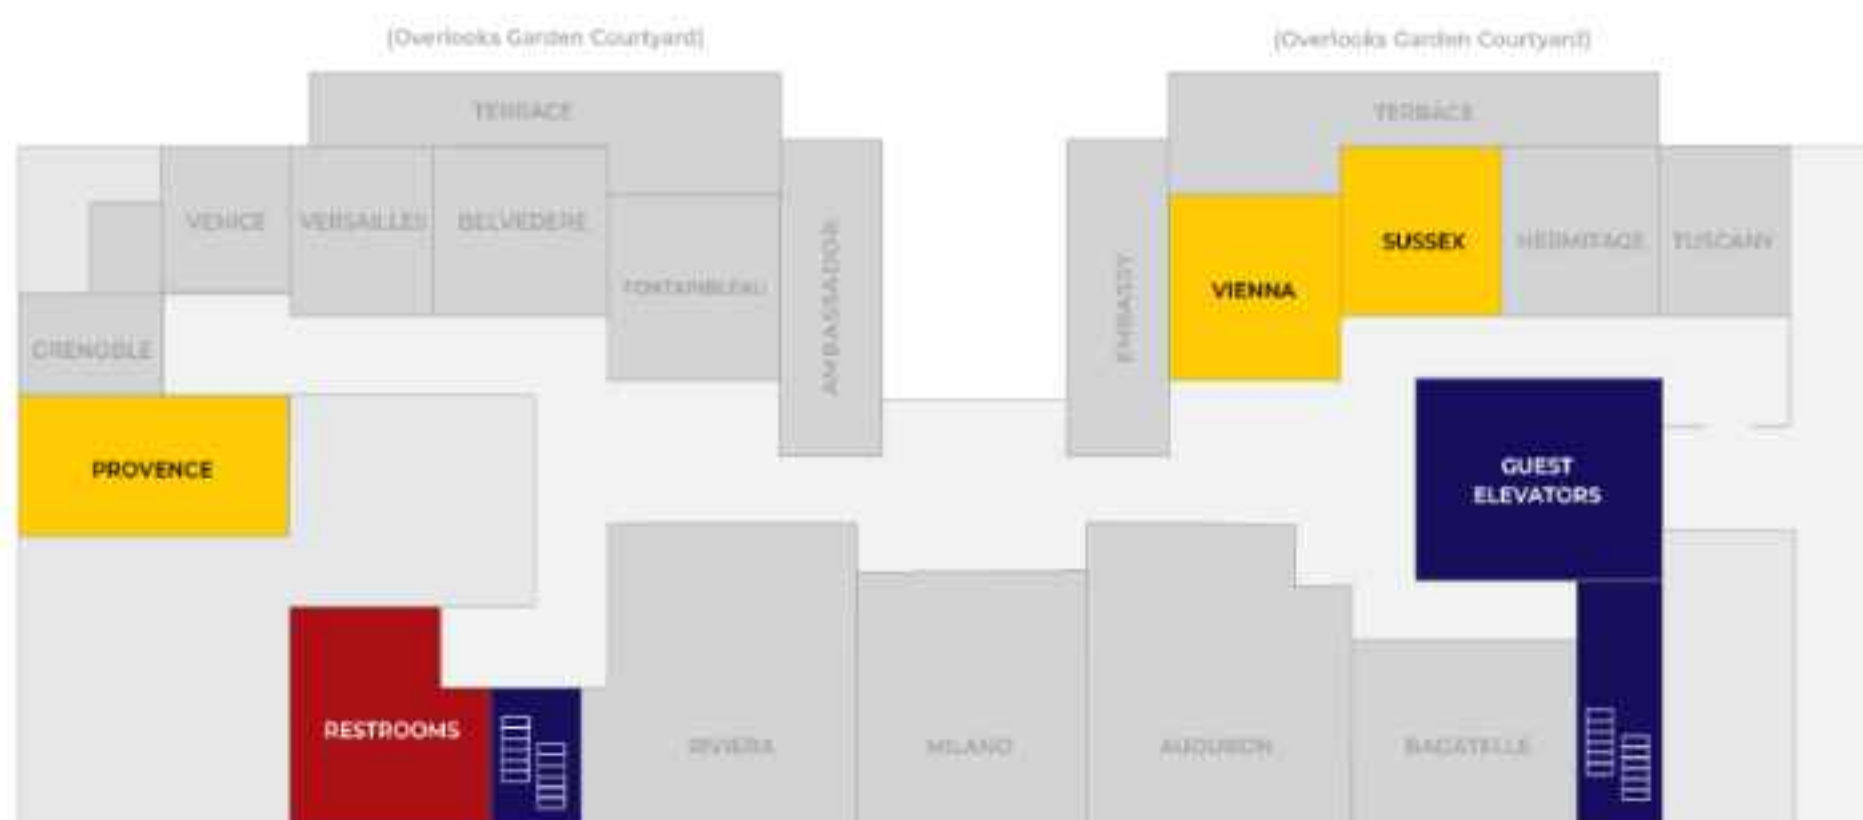 (Overlooks Garden Courtyard)
(Overlooks Garden Courtyard)
TERRACE
TERRACE
VENICE
VERSAILLES
BELVEDERE
FONTAINBLEAU
AMBASSADOR
EMBASSY
VIENNA
SUSSEX
HERMITAGE
TUSCANY
GRENOBLE
PROVENCE
GUEST
ELEVATORS
RESTROOMS
RIVIERA
MILANO
AUDUBON
BAGATELLE